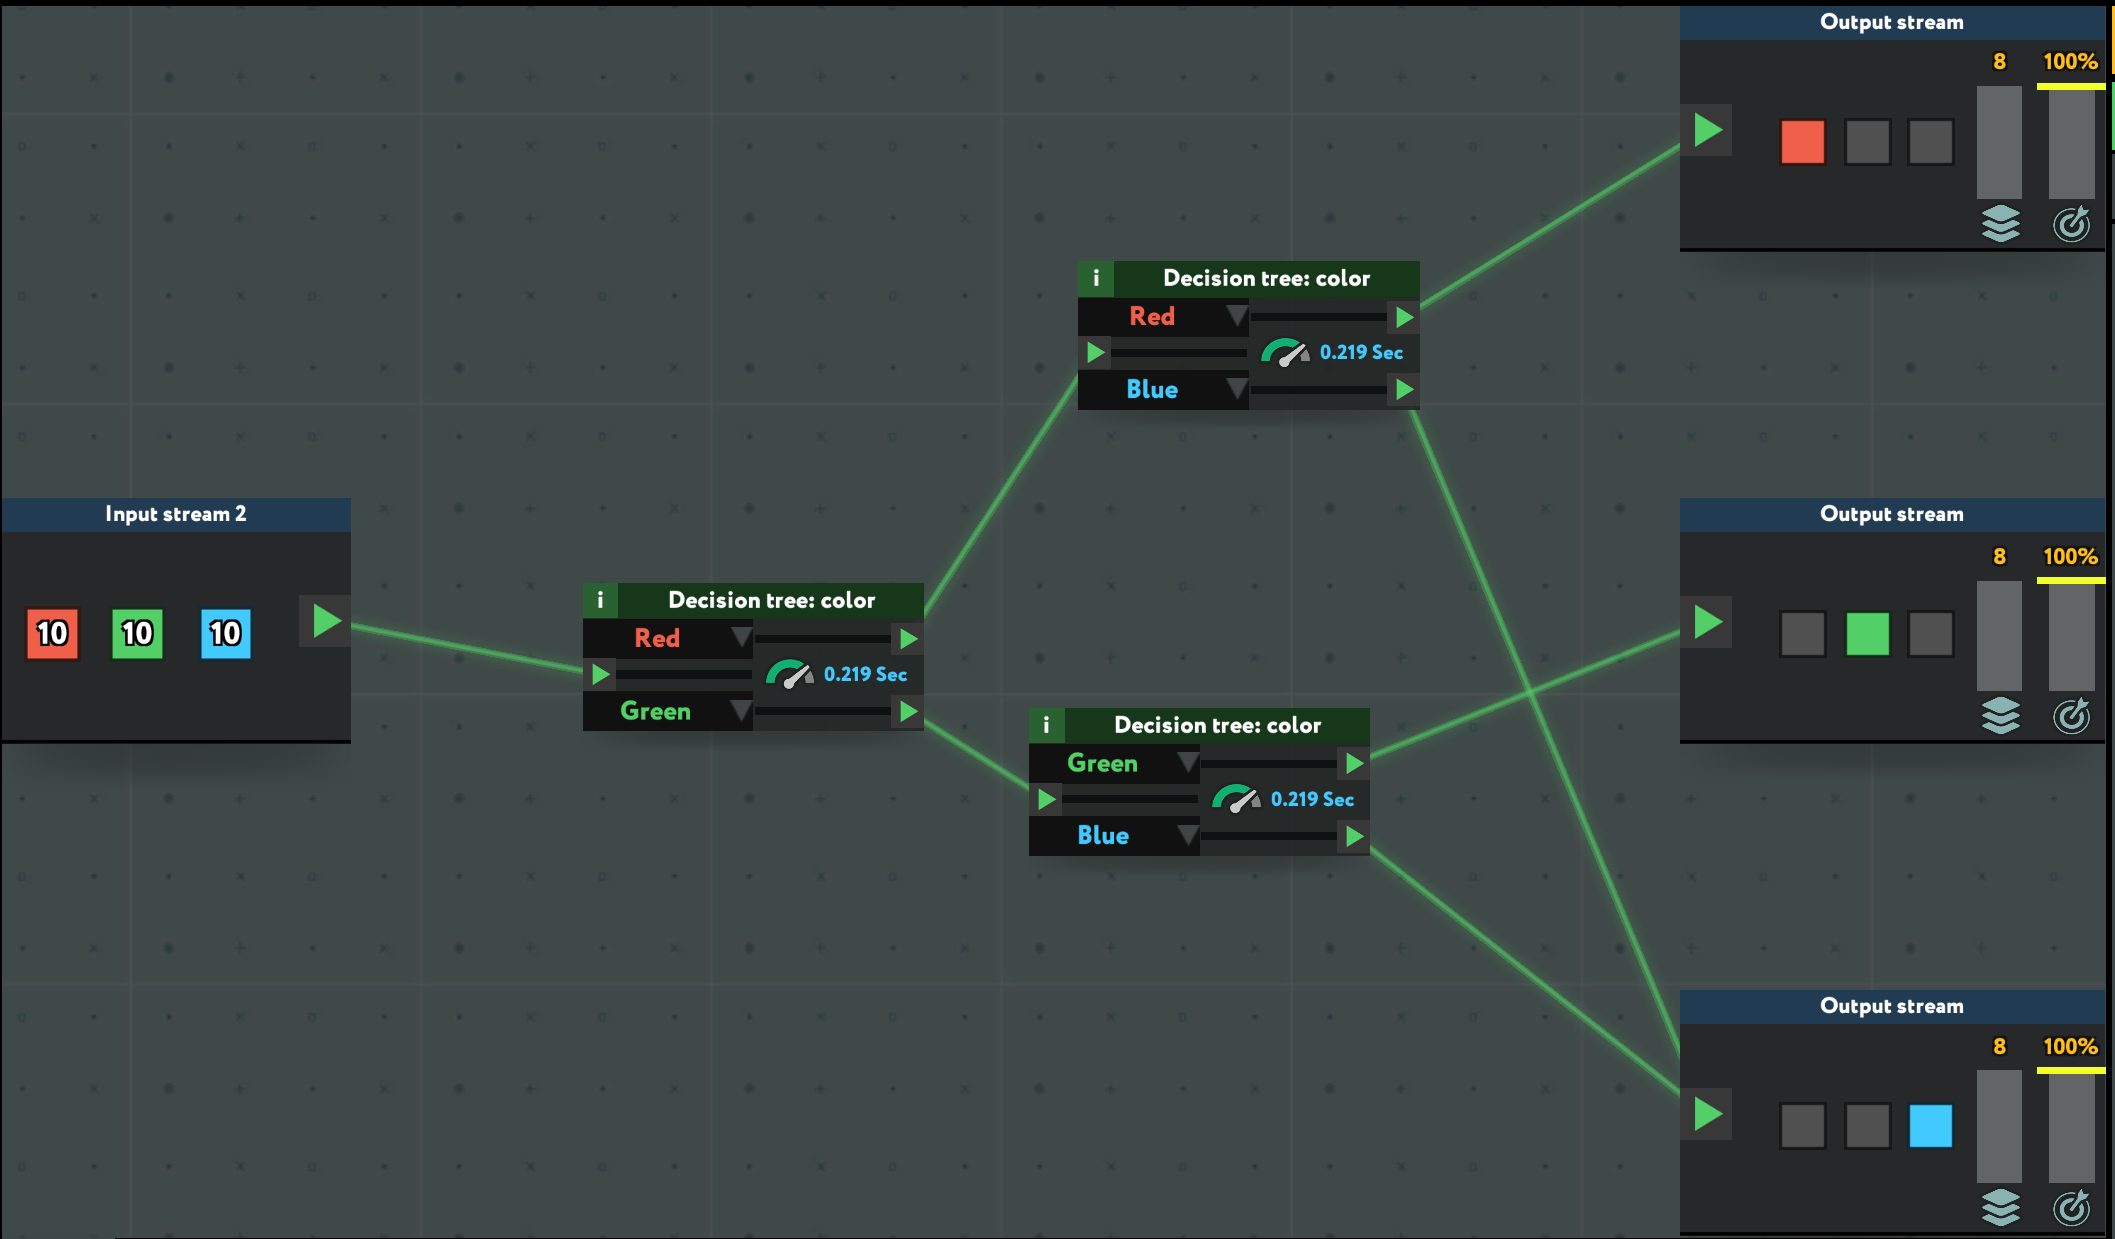 Output stream
8 100%
i Decision tree: color
Red
0.219 Sec
Blue
Input stream 2
10 10 10
Output stream
8 100%
i Decision tree: color
Red
0.219 Sec
Green
i Decision tree: color
Green
0.219 Sec
Blue
Output stream
8 100%